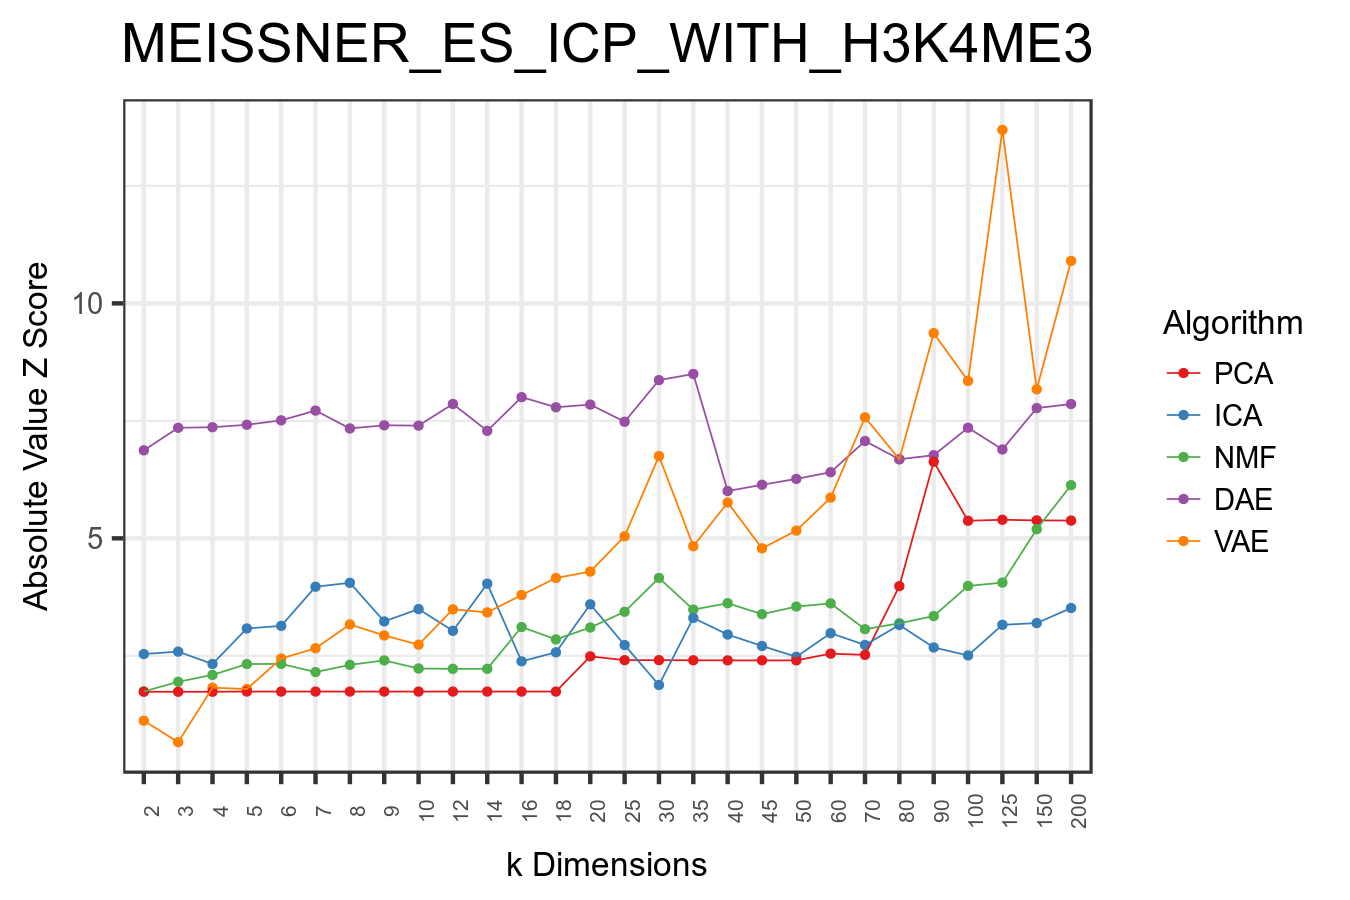 MEISSNER_ES_ICP_WITH_H3K4ME3
Absolute Value Z Score
10
5
2 3 4 5 6 7 8 9 10 12 14 16 18 20 25 30 35 40 45 50 60 70 80 90 100 125 150 200
k Dimensions
Algorithm
PCA
ICA
NMF
DAE
VAE